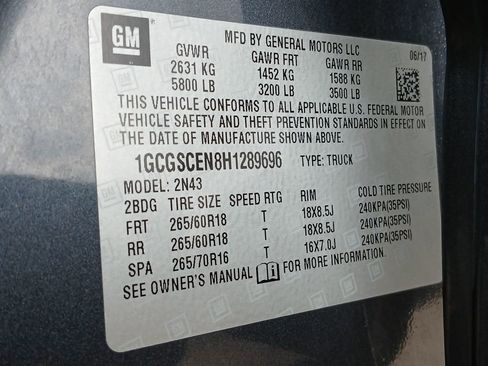 GM
MFD BY GENERAL MOTORS LLC
06/17
GVWR GAWR FRT GAWR RR
2631 KG 1452 KG 1588 KG
5800 LB 3200 LB 3500 LB
THIS VEHICLE CONFORMS TO ALL APPLICABLE U.S. FEDERAL MOTOR
VEHICLE SAFETY AND THEFT PREVENTION STANDARDS IN EFFECT ON
THE DATE OF MANUFACTURE SHOWN ABOVE.
1GCGSCEN8H1289696 TYPE: TRUCK
MODEL: 2N43
2BDG TIRE SIZE SPEED RTG RIM COLD TIRE PRESSURE
FRT 265/60R18 T 18X8.5J 240KPA(35PSI)
RR 265/60R18 T 18X8.5J 240KPA(35PSI)
SPA 265/70R16 T 16X7.0J 240KPA(35PSI)
SEE OWNER'S MANUAL FOR MORE INFORMATION.